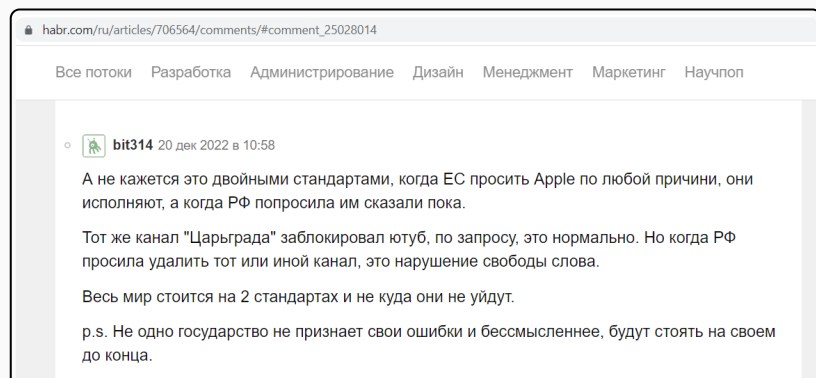 habr.com/ru/articles/706564/comments/#comment_25028014
Все потоки Разработка Администрирование Дизайн Менеджмент Маркетинг Научпоп
bit314 20 дек 2022 в 10:58
А не кажется это двойными стандартами, когда ЕС просить Apple по любой причини, они
исполняют, а когда РФ попросила им сказали пока.
Тот же канал "Царьграда" заблокировал ютуб, по запросу, это нормально. Но когда РФ
просила удалить тот или иной канал, это нарушение свободы слова.
Весь мир стоится на 2 стандартах и не куда они не уйдут.
p.s. Не одно государство не признает свои ошибки и бессмысленнее, будут стоять на своем
до конца.